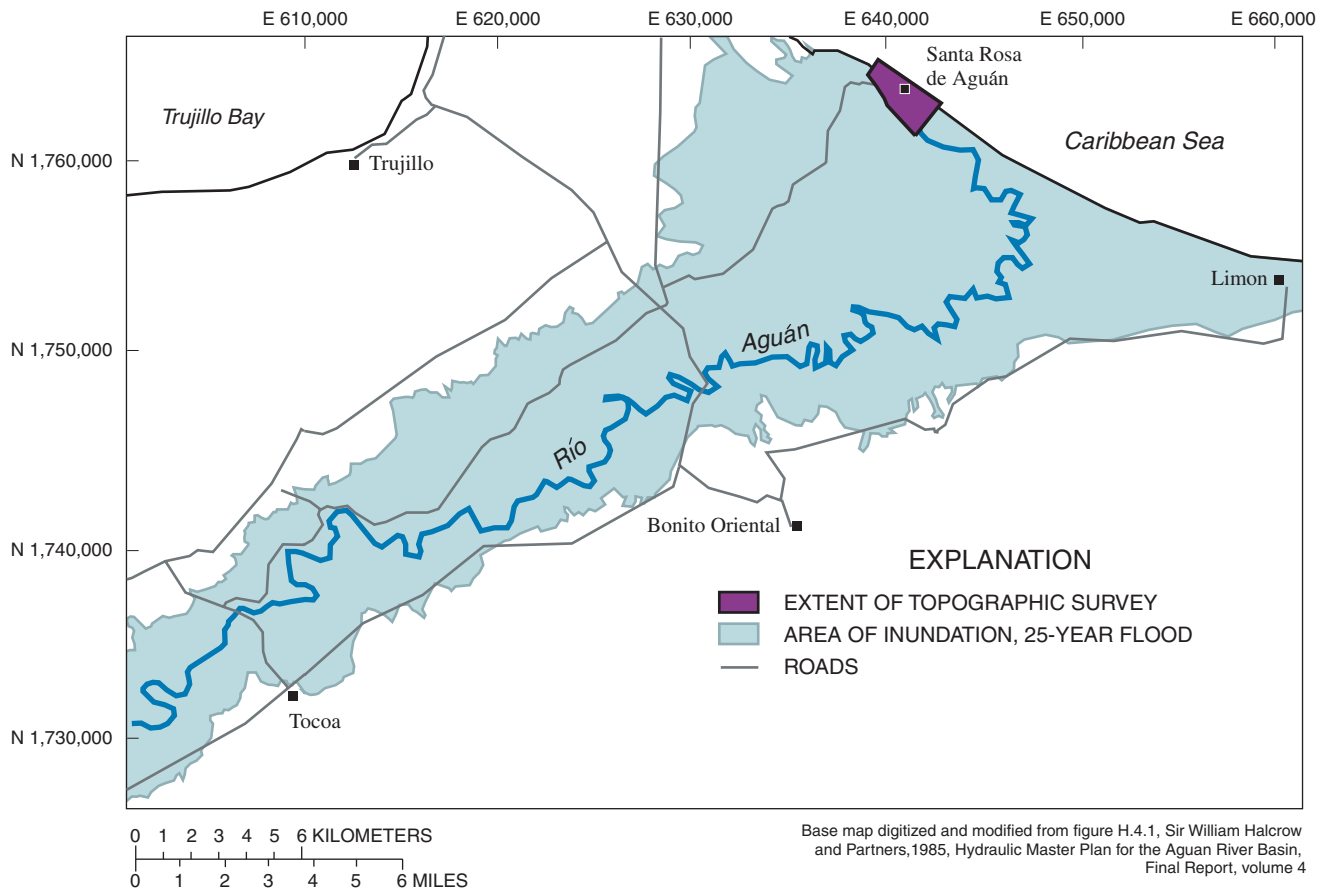 E 610,000 E 620,000 E 630,000 E 640,000 E 650,000 E 660,000
Santa Rosa
de Aguán
Trujillo Bay
Caribbean Sea
N 1,760,000
Trujillo
Limon
N 1,750,000
Aguán
Río
Bonito Oriental
N 1,740,000
EXPLANATION
EXTENT OF TOPOGRAPHIC SURVEY
AREA OF INUNDATION, 25-YEAR FLOOD
ROADS
Tocoa
N 1,730,000
0 1 2 3 4 5 6 KILOMETERS
0 1 2 3 4 5 6 MILES
Base map digitized and modified from figure H.4.1, Sir William Halcrow
and Partners,1985, Hydraulic Master Plan for the Aguan River Basin,
Final Report, volume 4